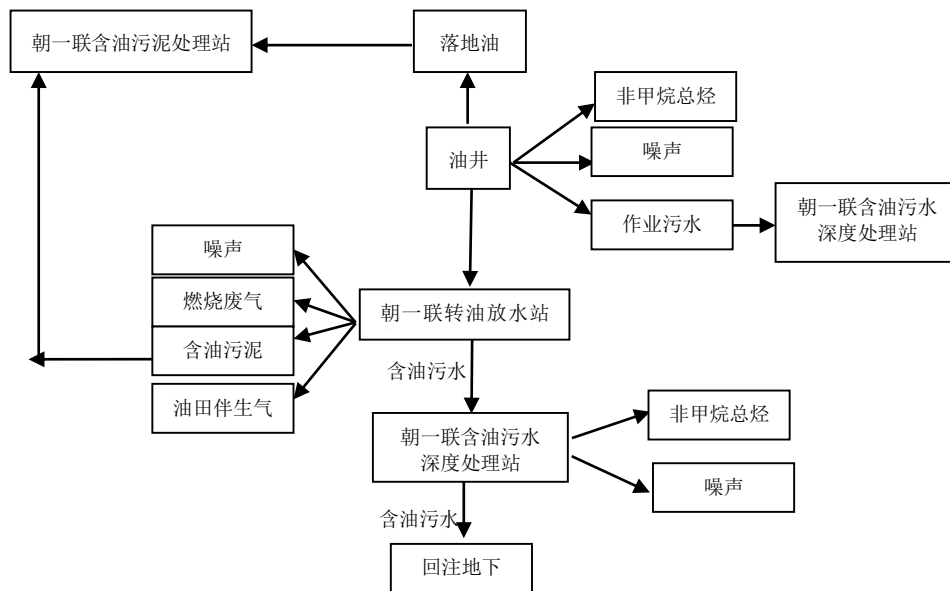 朝一联含油污泥处理站
落地油
非甲烷总烃
油井
噪声
作业污水
朝一联含油污水
深度处理站
噪声
燃烧废气
含油污泥
油田伴生气
朝一联转油放水站
含油污水
朝一联含油污水
深度处理站
非甲烷总烃
噪声
含油污水
回注地下